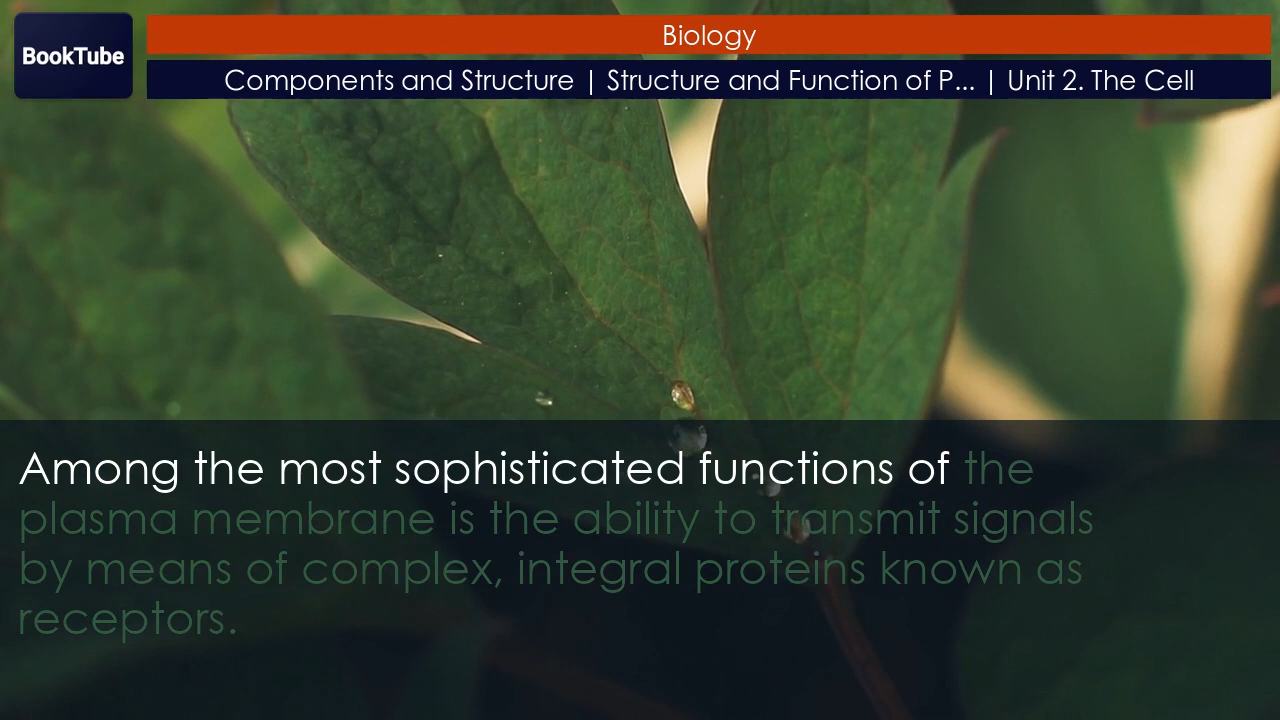 BookTube
Biology
Components and Structure | Structure and Function of P... | Unit 2. The Cell
Among the most sophisticated functions of the
plasma membrane is the ability to transmit signals
by means of complex, integral proteins known as
receptors.